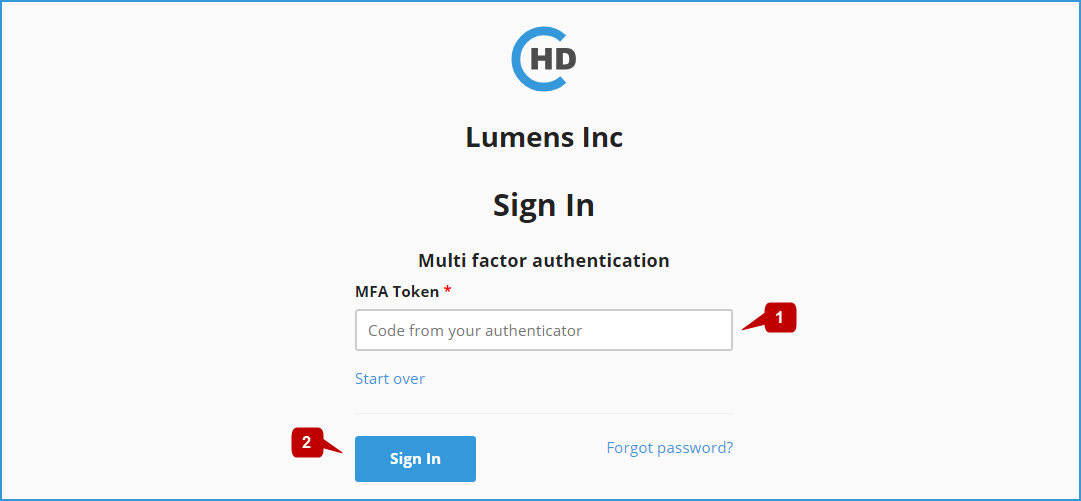 HD
Lumens Inc
Sign In
Multi factor authentication
MFA Token *
Code from your authenticator
1
Start over
2
Sign In
Forgot password?